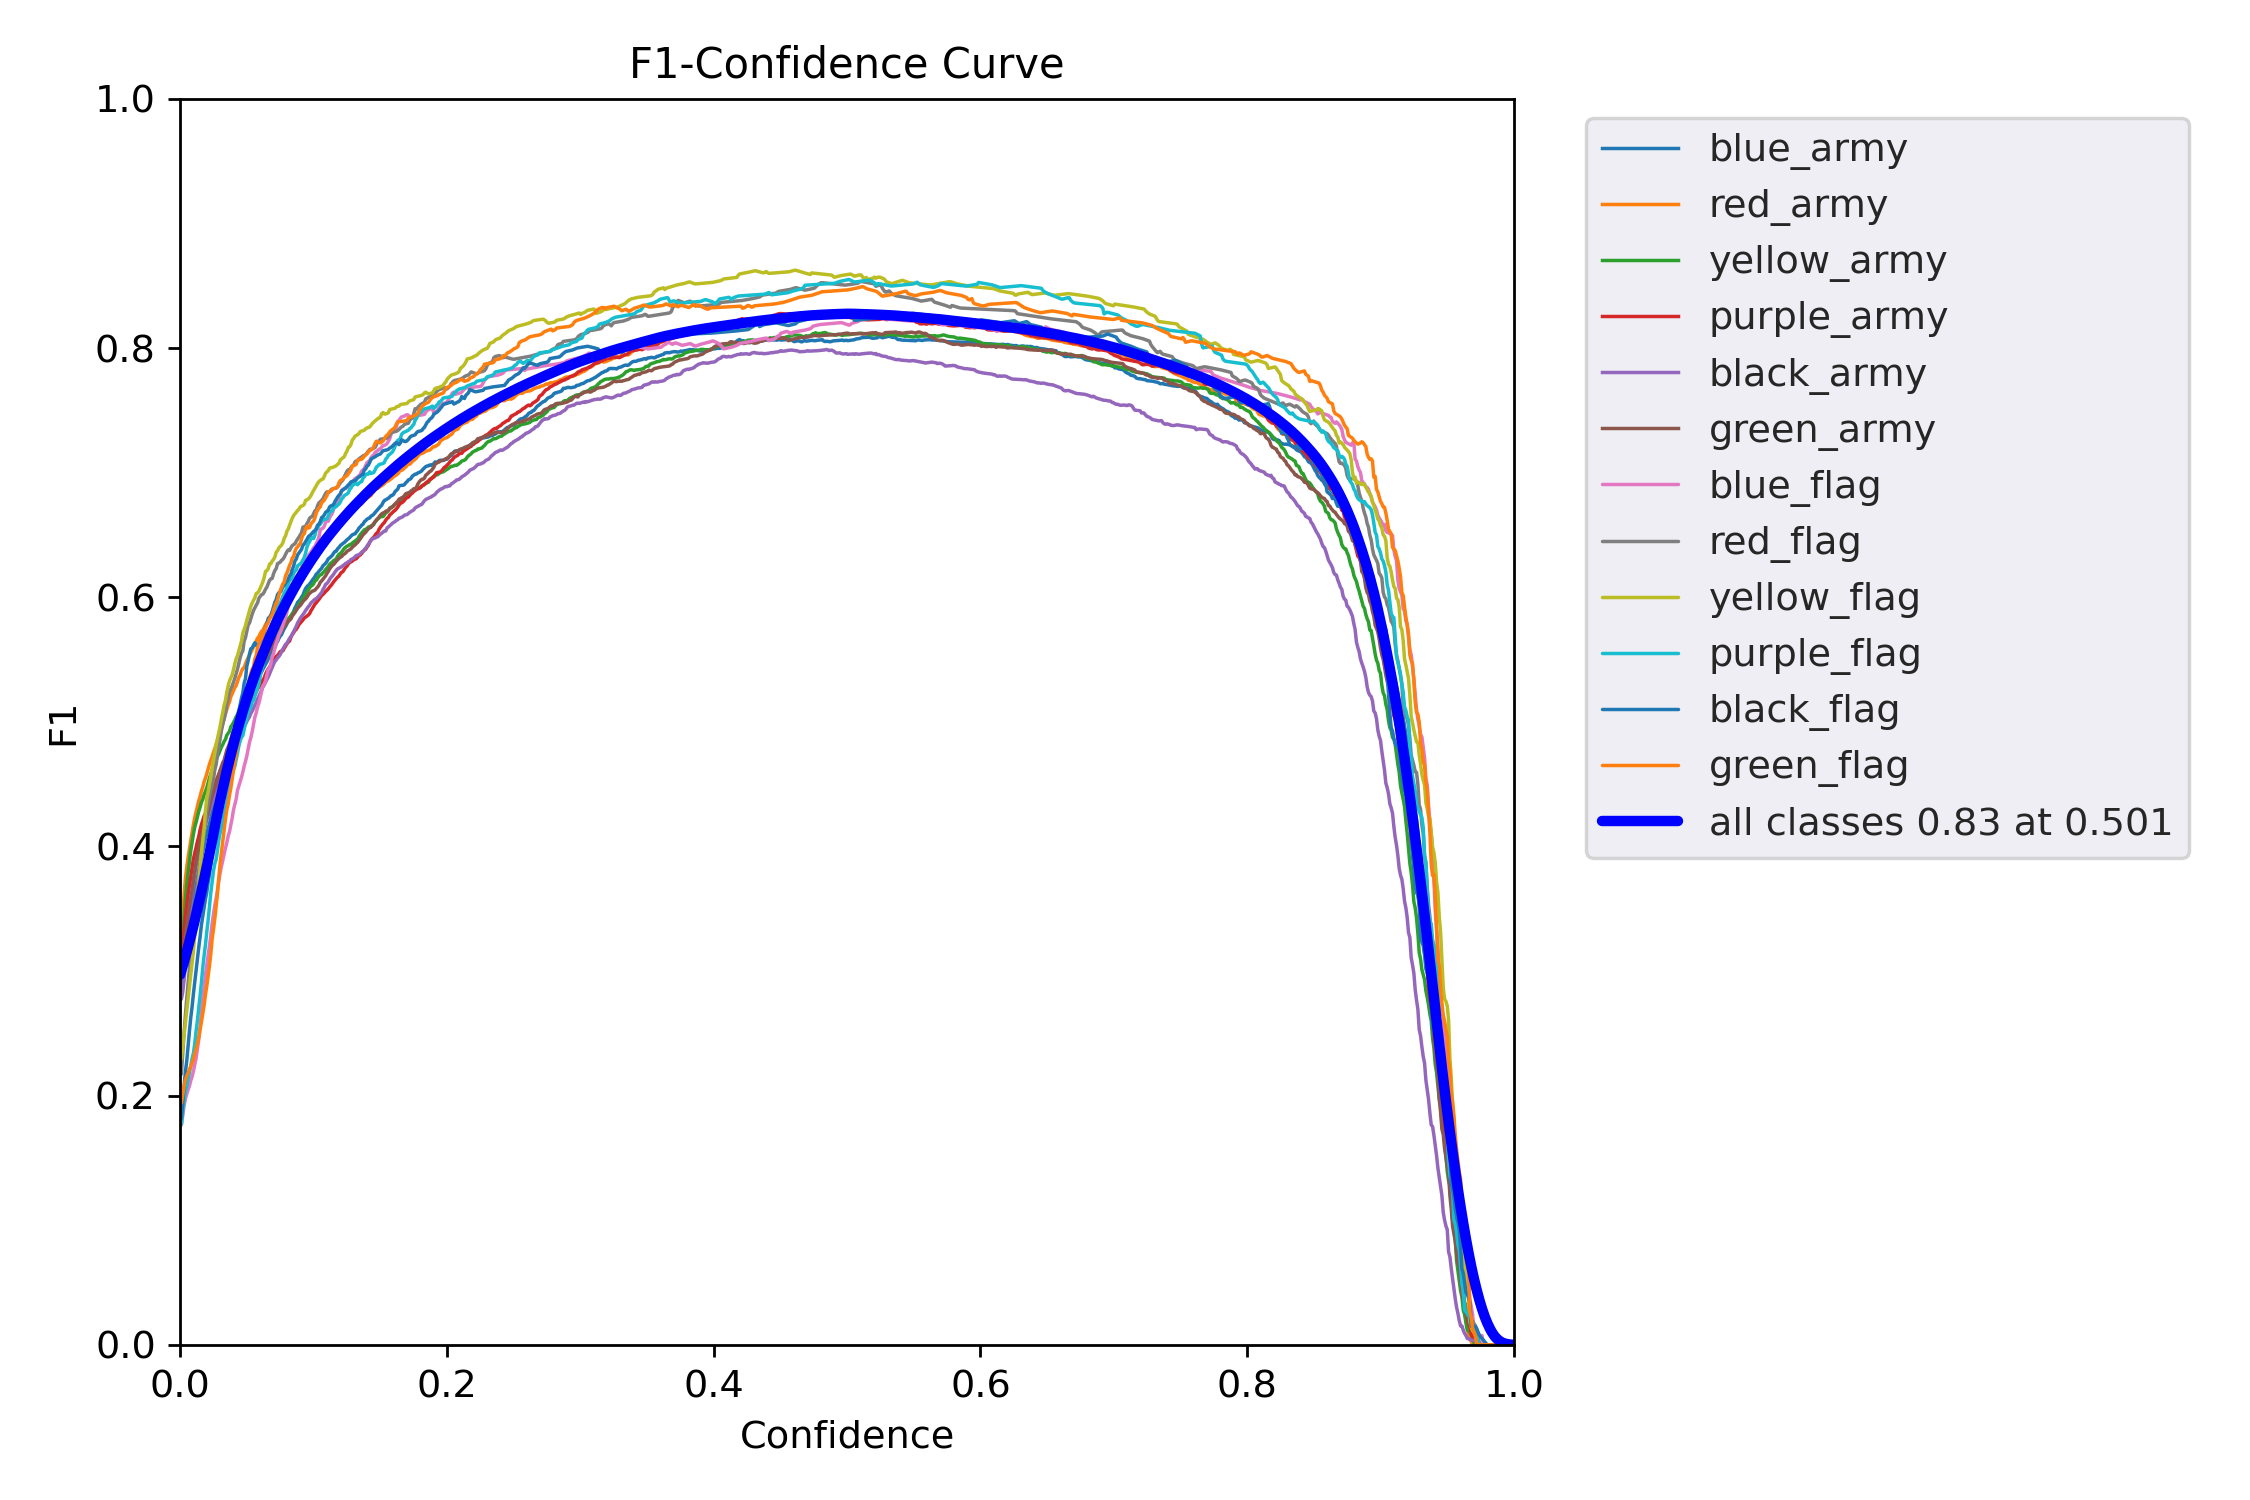 F1-Confidence Curve
1.0
0.8
0.6
0.4
0.2
0.0
F1
0.0 0.2 0.4 0.6 0.8 1.0
Confidence
blue_army
red_army
yellow_army
purple_army
black_army
green_army
blue_flag
red_flag
yellow_flag
purple_flag
black_flag
green_flag
all classes 0.83 at 0.501